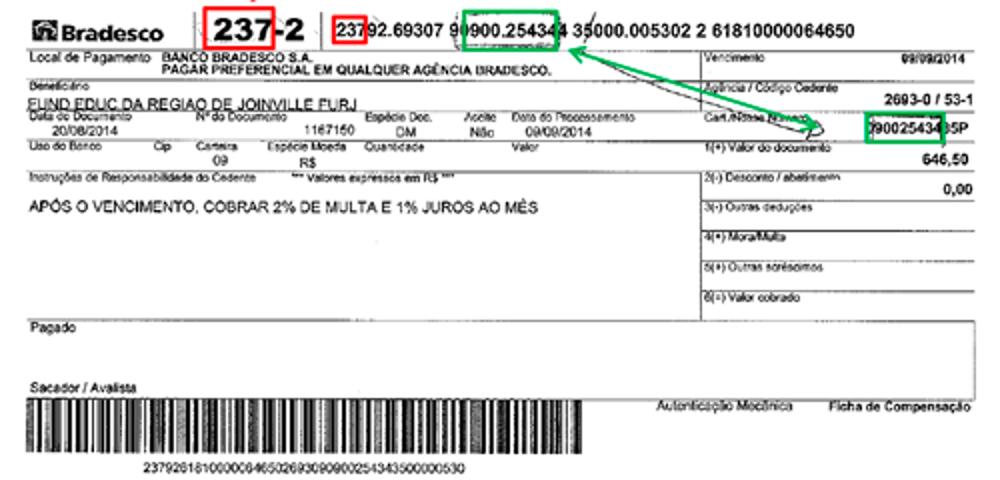 Bradesco 237-2 23792.69307 90900.254344 35000.005302 2 61810000064650
Local de Pagamento BANCO BRADESCO S.A. Vencimento 09/09/2014
PAGAR PREFERENCIAL EM QUALQUER AGÊNCIA BRADESCO.
Beneficiário Agência / Código Cedente
FUND EDUC DA REGIAO DE JOINVILLE FURJ 2693-0 / 53-1
Data do Documento Nº do Documento Espécie Doc. Aceite Data do Processamento Cart./Nosso Número
20/08/2014 1167150 DM Não 09/09/2014 09002543435P
Uso do Banco Cip Carteira Espécie Moeda Quantidade Valor 1(+) Valor do documento
09 R$ 646,50
Instruções de Responsabilidade do Cedente *** Valores expressos em R$ *** 2(-) Desconto / abatimento
0,00
APÓS O VENCIMENTO, COBRAR 2% DE MULTA E 1% JUROS AO MÊS 3(-) Outras deduções
4(+) Mora/Multa
5(+) Outras acréscimos
6(=) Valor cobrado
Pagado
Sacador / Avalista
Autenticação Mecânica Ficha de Compensação
23792618100000646502693090900254343500000530